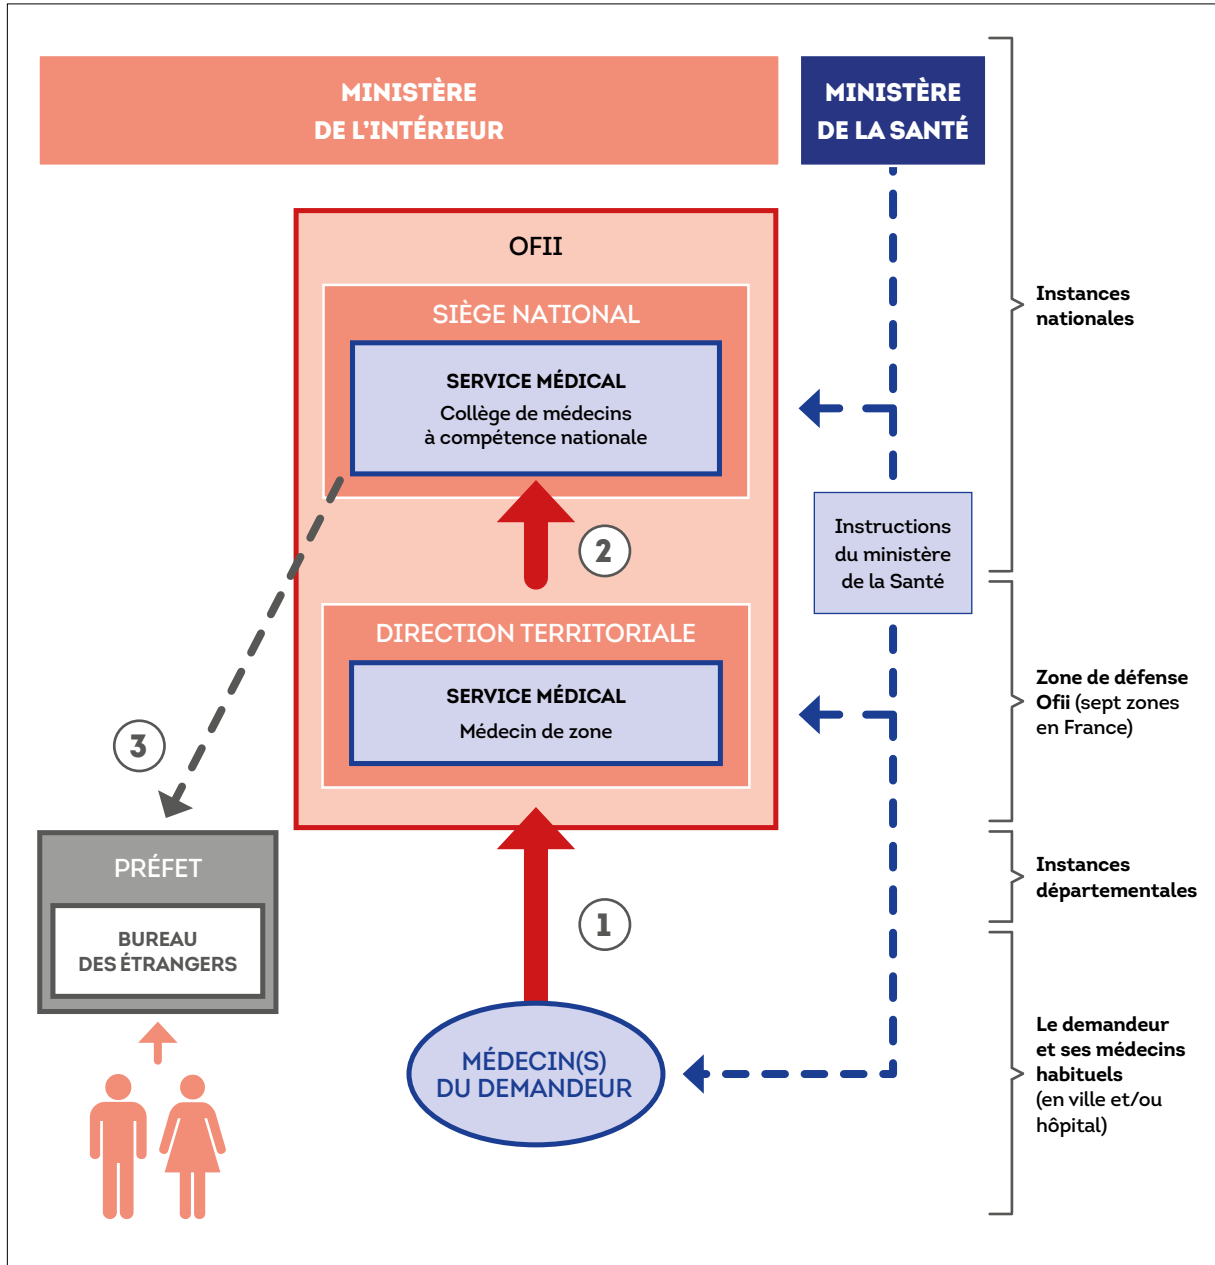 MINISTÈRE
DE L'INTÉRIEUR
MINISTÈRE
DE LA SANTÉ
OFII
SIÈGE NATIONAL
SERVICE MÉDICAL
Collège de médecins
à compétence nationale
Instances
nationales
2
Instructions
du ministère
de la Santé
DIRECTION TERRITORIALE
SERVICE MÉDICAL
Médecin de zone
Zone de défense
Ofii (sept zones
en France)
3
PRÉFET
BUREAU
DES ÉTRANGERS
1
Instances
départementales
MÉDECIN(S)
DU DEMANDEUR
Le demandeur
et ses médecins
habituels
(en ville et/ou
hôpital)